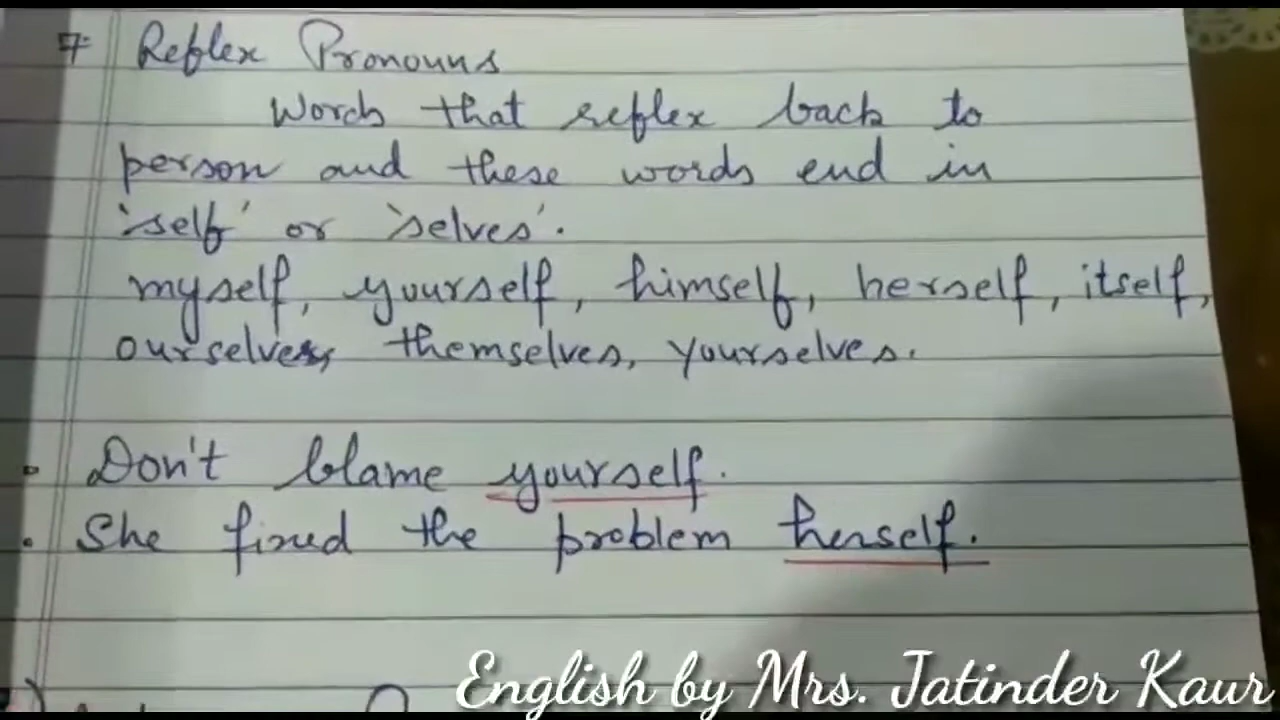 7 Reflex Pronouns
Words that reflex back to
person and these words end in
'self' or 'selves'.
myself, yourself, himself, herself, itself,
ourselves, themselves, yourselves.
Don't blame yourself.
She fixed the problem herself.
English by Mrs. Jatinder Kaur